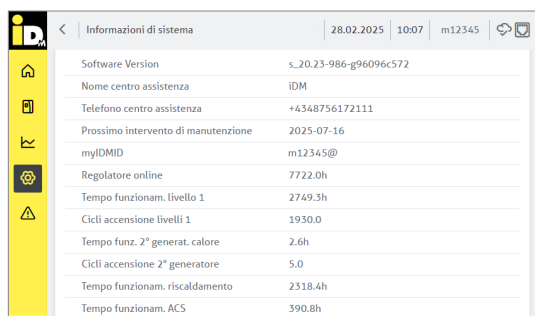 iDM
Informazioni di sistema
28.02.2025 10:07 m12345
Software Version s_20.23-986-g96096c572
Nome centro assistenza iDM
Telefono centro assistenza +4348756172111
Prossimo intervento di manutenzione 2025-07-16
myIDMID m12345@
Regolatore online 7722.0h
Tempo funzionam. livello 1 2749.3h
Cicli accensione livelli 1 1930.0
Tempo funz. 2° generat. calore 2.6h
Cicli accensione 2° generatore 5.0
Tempo funzionam. riscaldamento 2318.4h
Tempo funzionam. ACS 390.8h